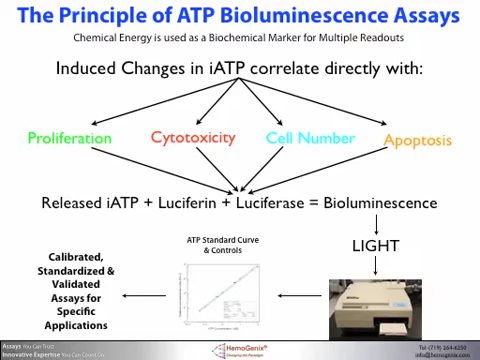 The Principle of ATP Bioluminescence Assays
Chemical Energy is used as a Biochemical Marker for Multiple Readouts
Induced Changes in iATP correlate directly with:
Proliferation
Cytotoxicity
Cell Number
Apoptosis
Released iATP + Luciferin + Luciferase = Bioluminescence
LIGHT
ATP Standard Curve
& Controls
Calibrated,
Standardized &
Validated
Assays for
Specific
Applications
Assays You Can Trust
Innovative Expertise You Can Count On
HemoGenix®
Changing the Paradigm
Tel: (719) 264-6250
info@hemogenix.com